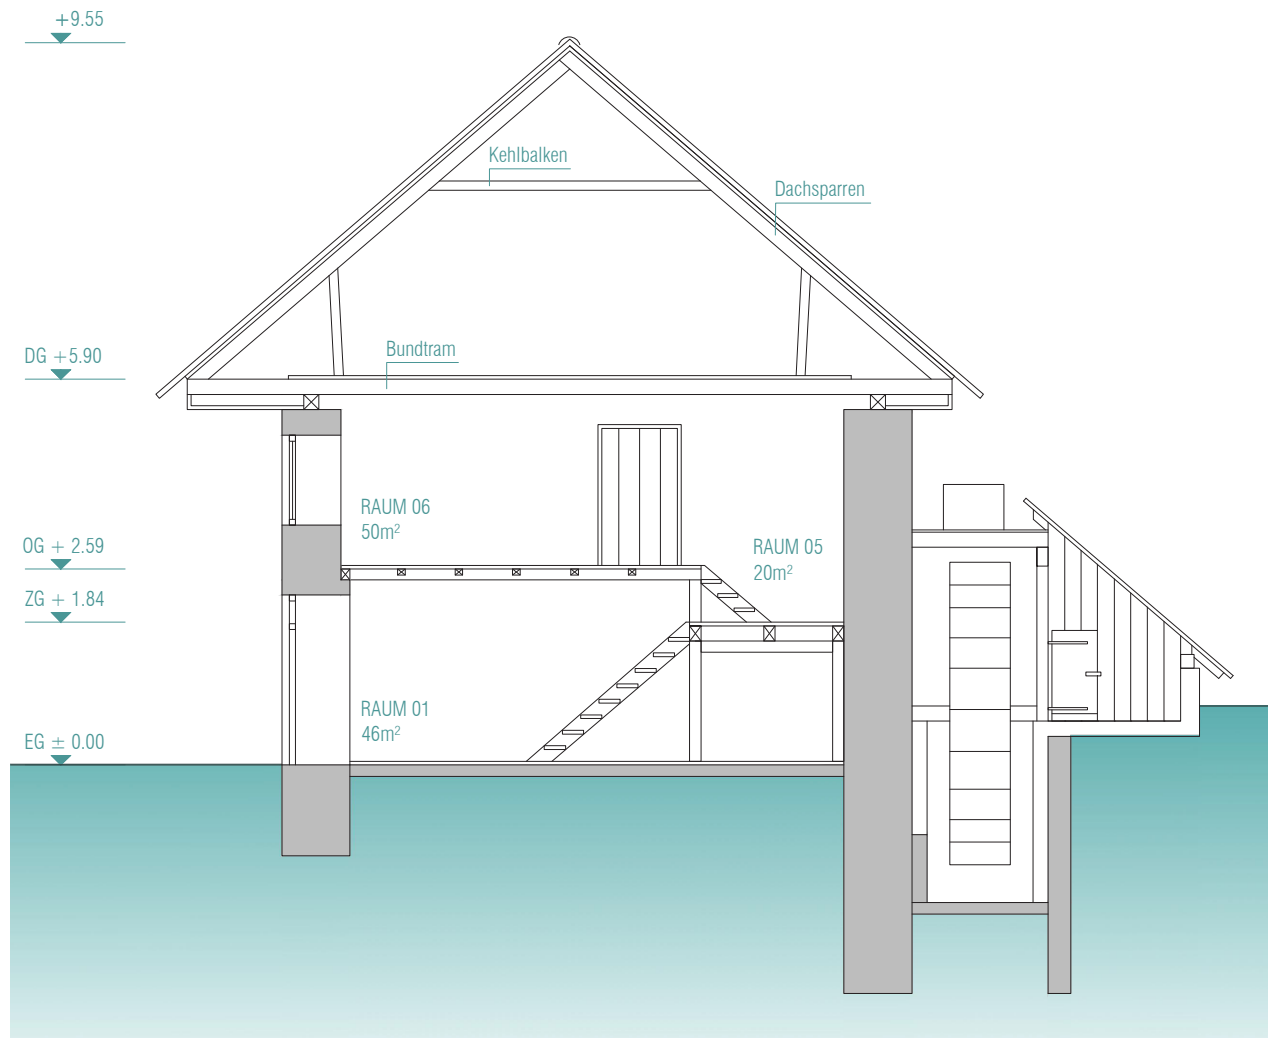 +9.55
Kehlbalken
Dachsparren
DG +5.90
Bundtram
RAUM 06
50m²
OG + 2.59
RAUM 05
20m²
ZG + 1.84
RAUM 01
46m²
EG ± 0.00